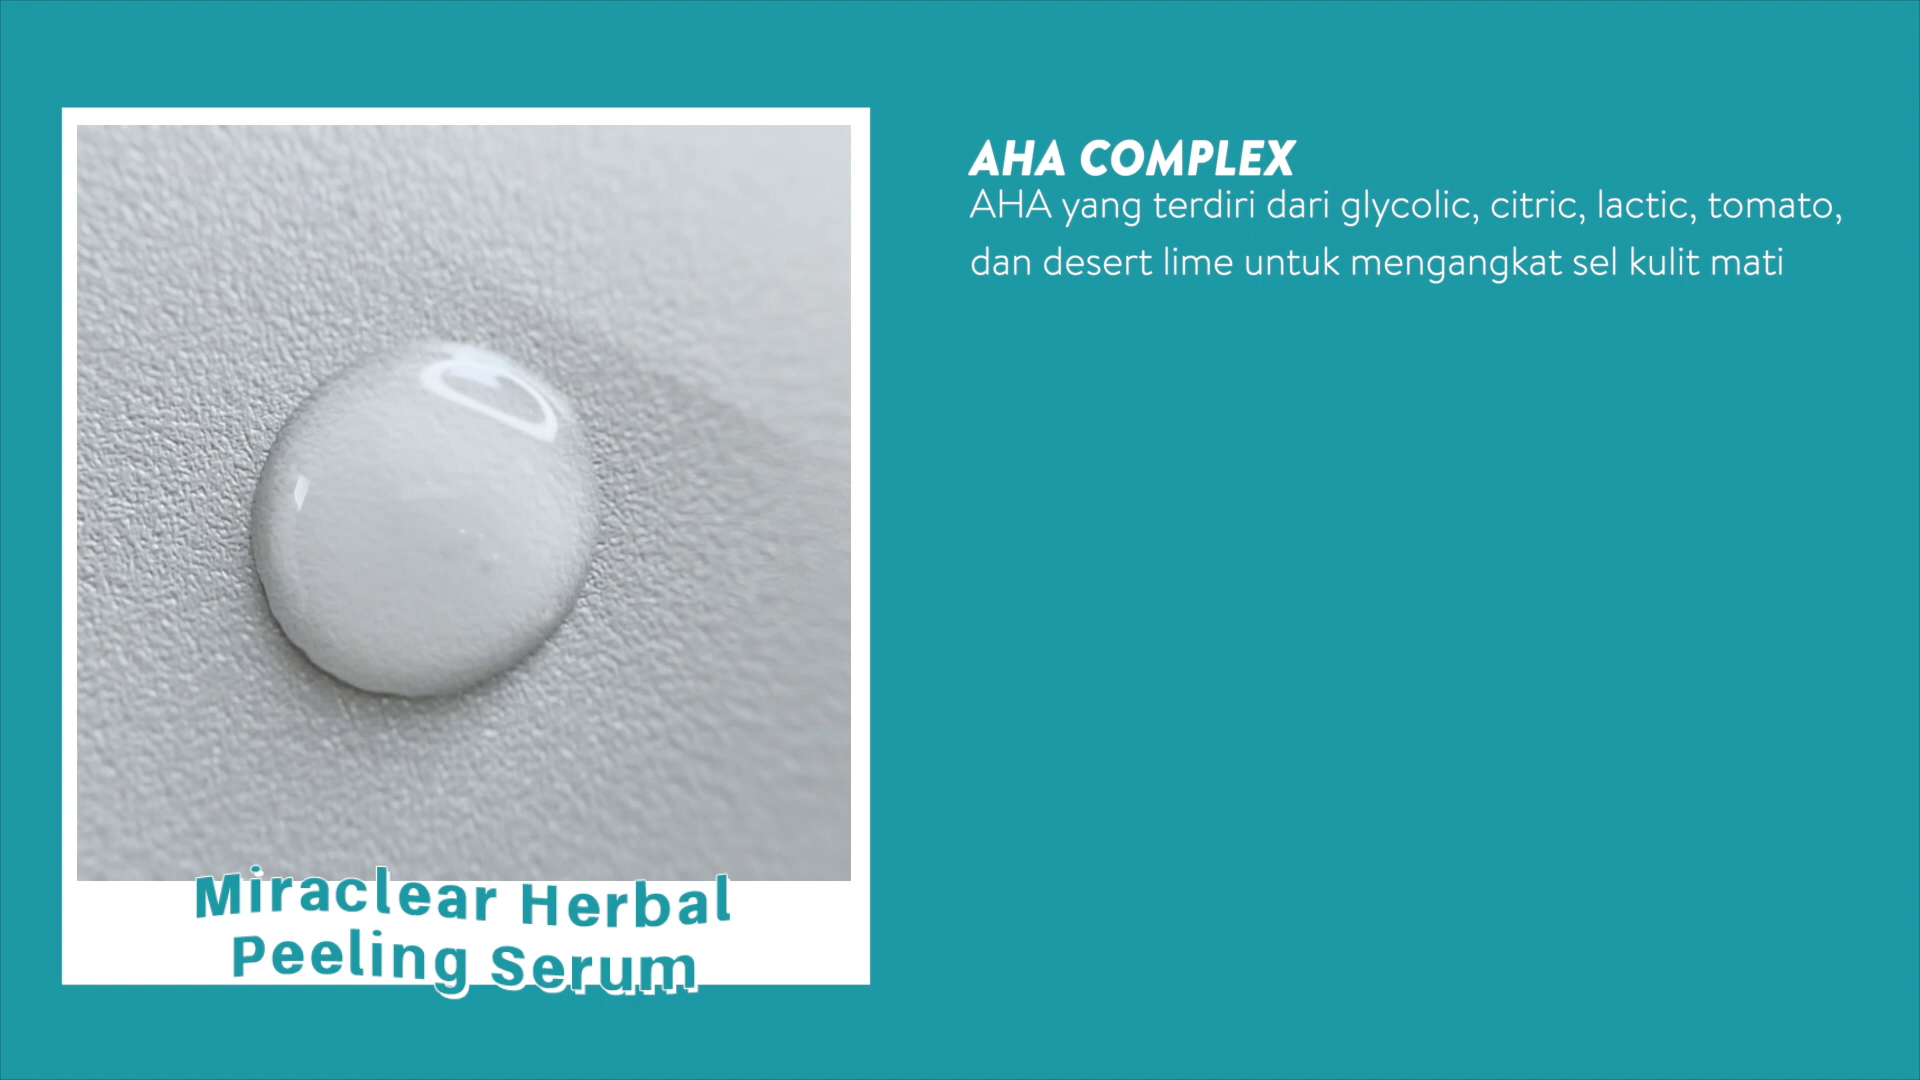 AHA COMPLEX
AHA yang terdiri dari glycolic, citric, lactic, tomato,
dan desert lime untuk mengangkat sel kulit mati
Miraclear Herbal
Peeling Serum